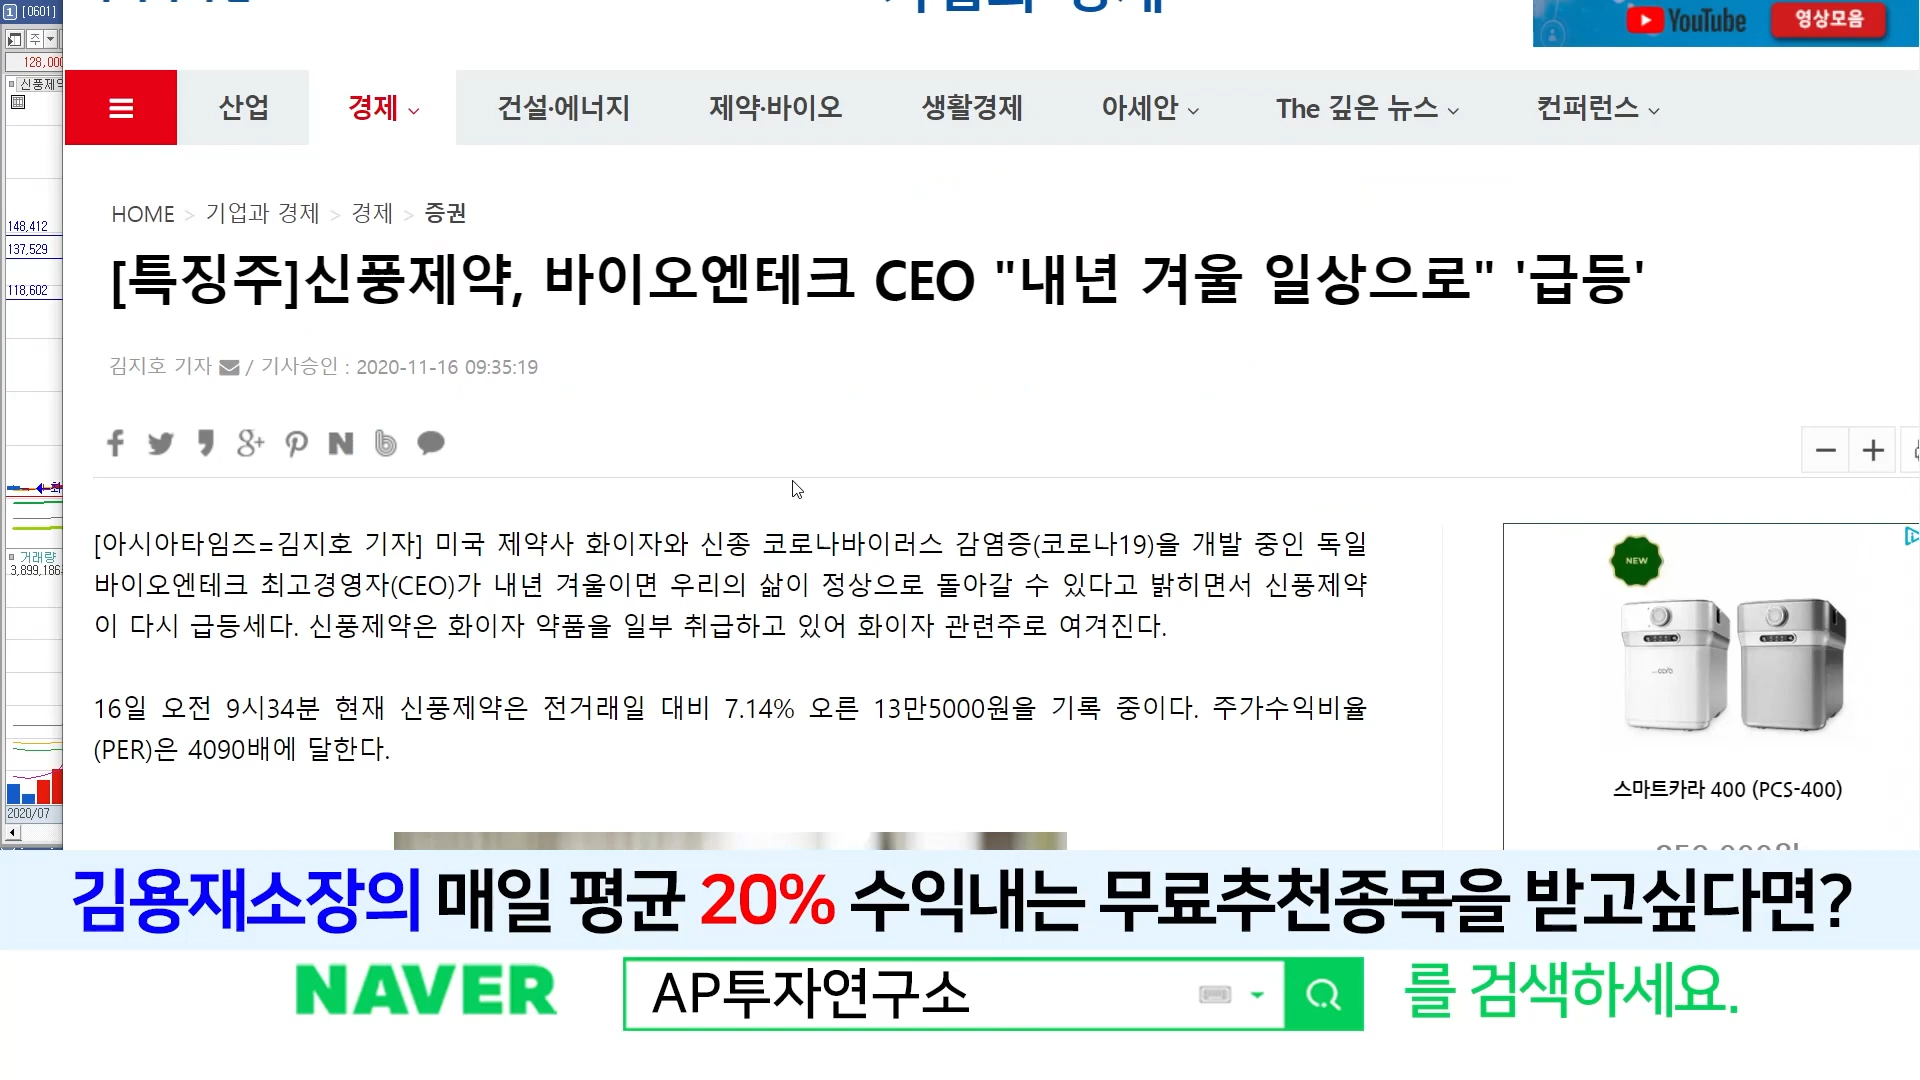 1 [0601]
주
128,000
YouTube 영상모음
산업 경제 건설·에너지 제약·바이오 생활경제 아세안 The 깊은 뉴스 컨퍼런스
HOME > 기업과 경제 > 경제 > 증권
148,412
137,529
118,602
[특징주]신풍제약, 바이오엔테크 CEO "내년 겨울 일상으로" '급등'
김지호 기자 / 기사승인 : 2020-11-16 09:35:19
[아시아타임즈=김지호 기자] 미국 제약사 화이자와 신종 코로나바이러스 감염증(코로나19)을 개발 중인 독일
바이오엔테크 최고경영자(CEO)가 내년 겨울이면 우리의 삶이 정상으로 돌아갈 수 있다고 밝히면서 신풍제약
이 다시 급등세다. 신풍제약은 화이자 약품을 일부 취급하고 있어 화이자 관련주로 여겨진다.
16일 오전 9시34분 현재 신풍제약은 전거래일 대비 7.14% 오른 13만5000원을 기록 중이다. 주가수익비율
(PER)은 4090배에 달한다.
거래량
3,899,186
2020/07
NEW
스마트카라 400 (PCS-400)
김용재소장의 매일 평균 20% 수익내는 무료추천종목을 받고싶다면?
NAVER AP투자연구소 를 검색하세요.